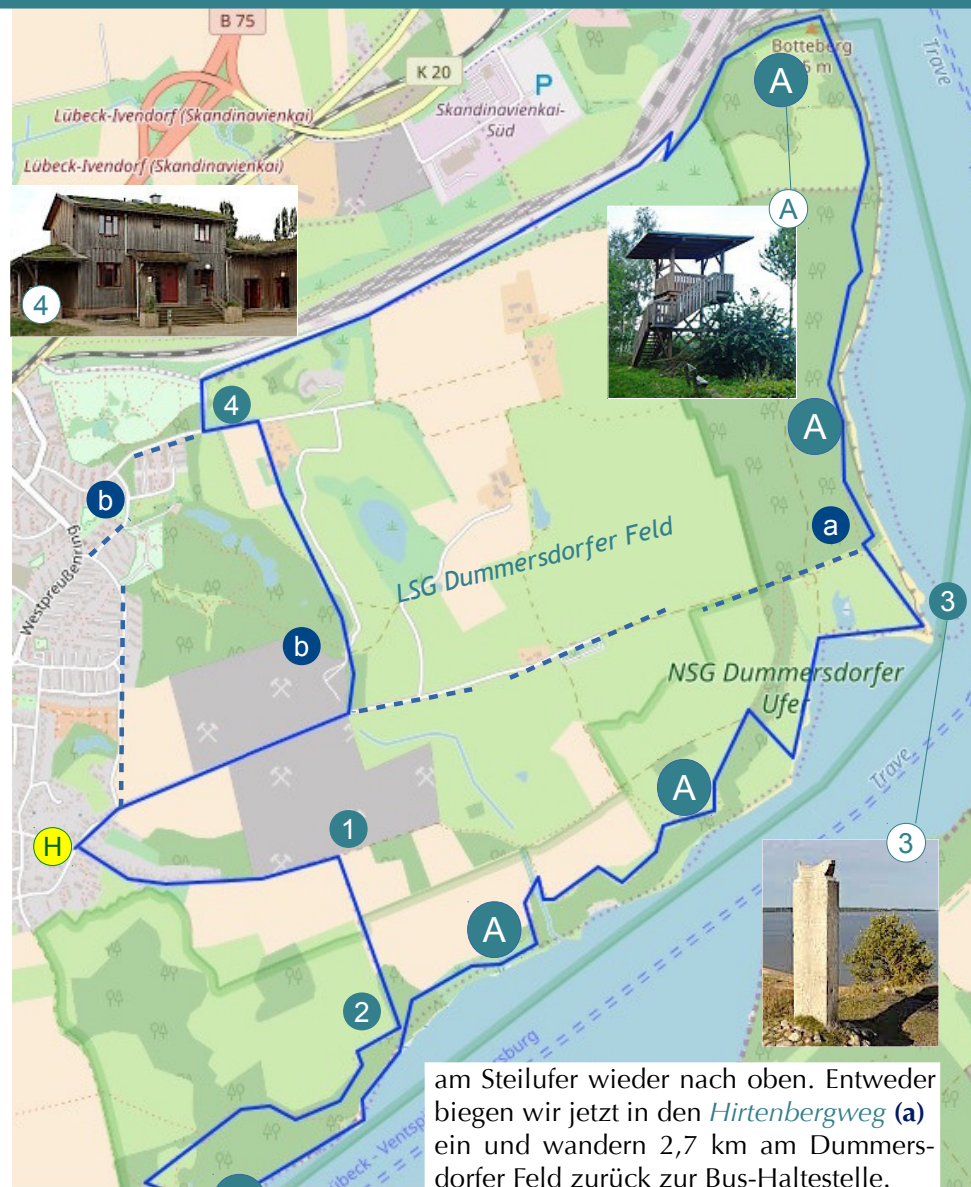 B 75
K 20
P
Skandinavienkai-
Süd
Lübeck-Ivendorf (Skandinavienkai)
Lübeck-Ivendorf (Skandinavienkai)
Botteberg
A
Trave
A
4
4
A
b
a
Westpreußenring
LSG Dummersdorfer Feld
3
b
NSG Dummersdorfer
Ufer
Trave
A
1
H
3
A
2
am Steilufer wieder nach oben. Entweder
biegen wir jetzt in den Hirtenbergweg (a)
ein und wandern 2,7 km am Dummers-
dorfer Feld zurück zur Bus-Haltestelle.